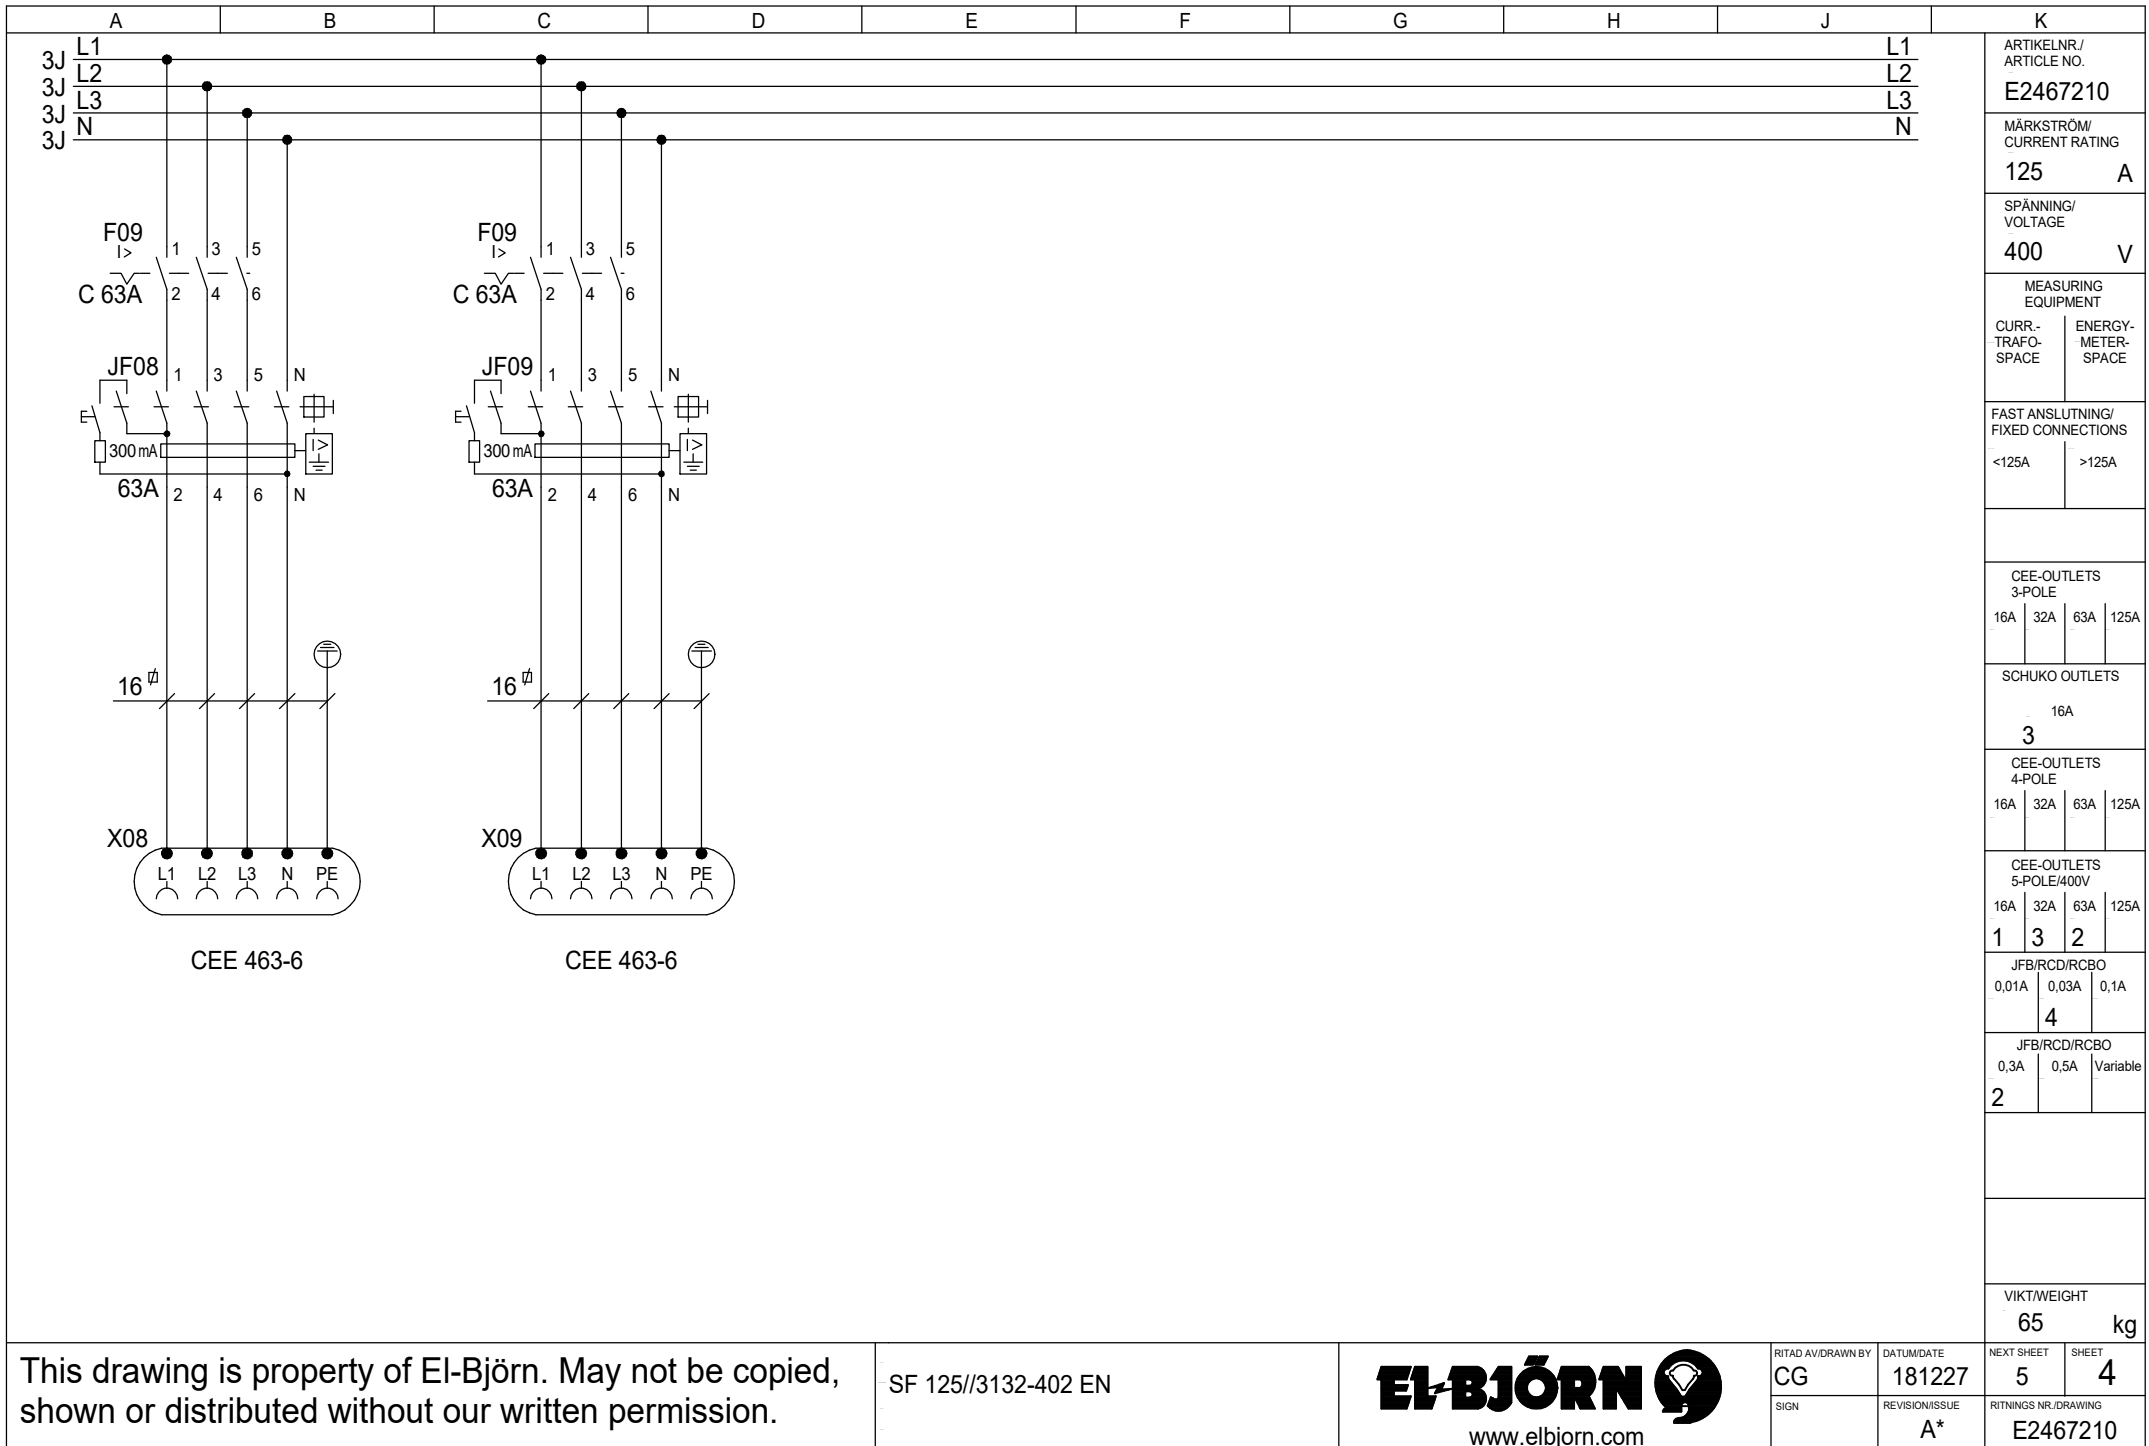 A B C D E F G H J K
3J L1 L1
3J L2 L2
3J L3 L3
3J N N
F09 F09
I> 1 3 5 I> 1 3 5
C 63A 2 4 6 C 63A 2 4 6
JF08 1 3 5 N JF09 1 3 5 N
300 mA I> 300 mA I>
63A 2 4 6 N 63A 2 4 6 N
16 16
X08 X09
L1 L2 L3 N PE L1 L2 L3 N PE
CEE 463-6 CEE 463-6
ARTIKELNR./
ARTICLE NO.
E2467210
MÄRKSTRÖM/
CURRENT RATING
125 A
SPÄNNING/
VOLTAGE
400 V
MEASURING
EQUIPMENT
CURR.- ENERGY-
TRAFO- METER-
SPACE SPACE
FAST ANSLUTNING/
FIXED CONNECTIONS
<125A >125A
CEE-OUTLETS
3-POLE
16A 32A 63A 125A
SCHUKO OUTLETS
16A
3
CEE-OUTLETS
4-POLE
16A 32A 63A 125A
CEE-OUTLETS
5-POLE/400V
16A 32A 63A 125A
1 3 2
JFB/RCD/RCBO
0,01A 0,03A 0,1A
4
JFB/RCD/RCBO
0,3A 0,5A Variable
2
VIKT/WEIGHT
65 kg
This drawing is property of El-Björn. May not be copied,
shown or distributed without our written permission.
SF 125//3132-402 EN
EL-BJÖRN
www.elbjorn.com
RITAD AV/DRAWN BY DATUM/DATE NEXT SHEET SHEET
CG 181227 5 4
SIGN REVISION/ISSUE RITNINGS NR./DRAWING
A* E2467210